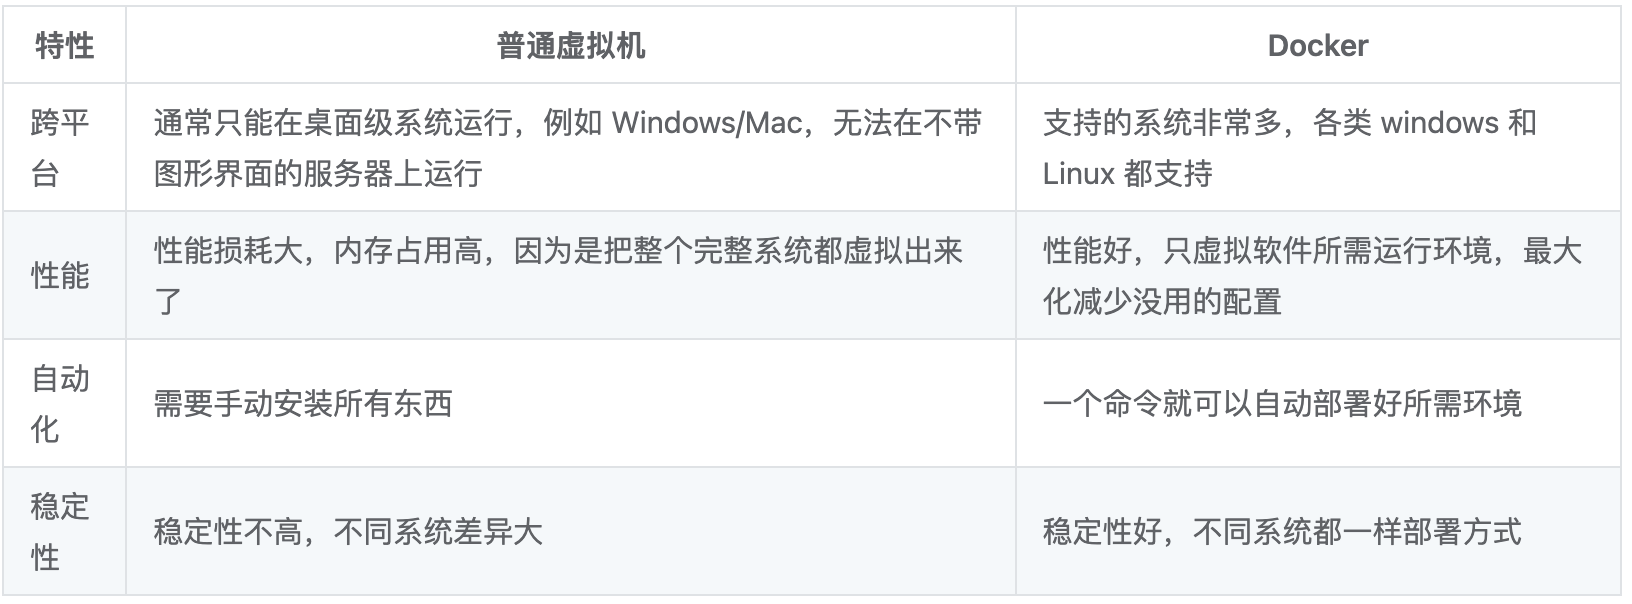 特性
普通虚拟机
Docker
跨平
台
通常只能在桌面级系统运行，例如 Windows/Mac，无法在不带
图形界面的服务器上运行
支持的系统非常多，各类 windows 和
Linux 都支持
性能
性能损耗大，内存占用高，因为是把整个完整系统都虚拟出来
了
性能好，只虚拟软件所需运行环境，最大
化减少没用的配置
自动
化
需要手动安装所有东西
一个命令就可以自动部署好所需环境
稳定
性
稳定性不高，不同系统差异大
稳定性好，不同系统都一样部署方式